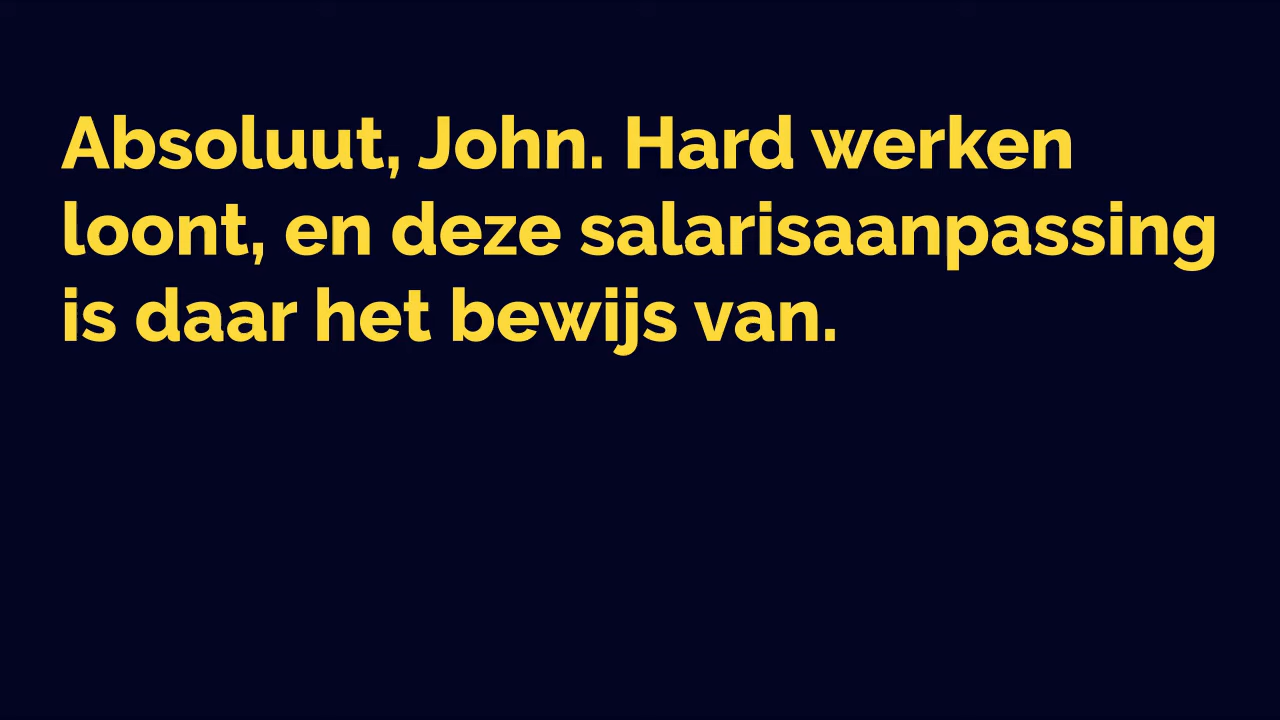 Absoluut, John. Hard werken
loont, en deze salarisaanpassing
is daar het bewijs van.